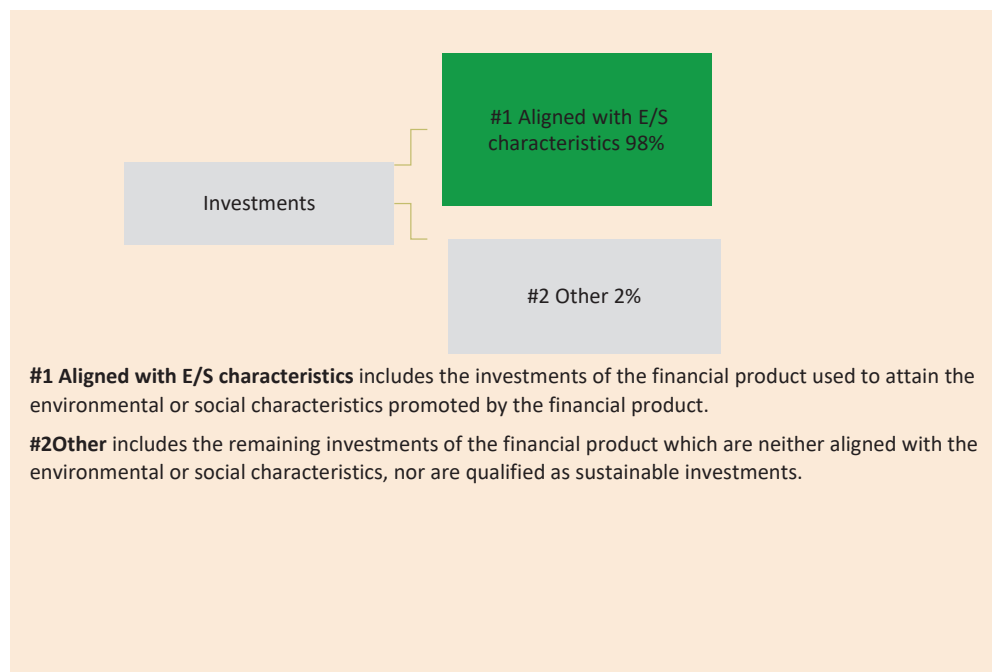 #1 Aligned with E/S
characteristics 98%
Investments
#2 Other 2%
#1 Aligned with E/S characteristics includes the investments of the financial product used to attain the
environmental or social characteristics promoted by the financial product.
#2Other includes the remaining investments of the financial product which are neither aligned with the
environmental or social characteristics, nor are qualified as sustainable investments.